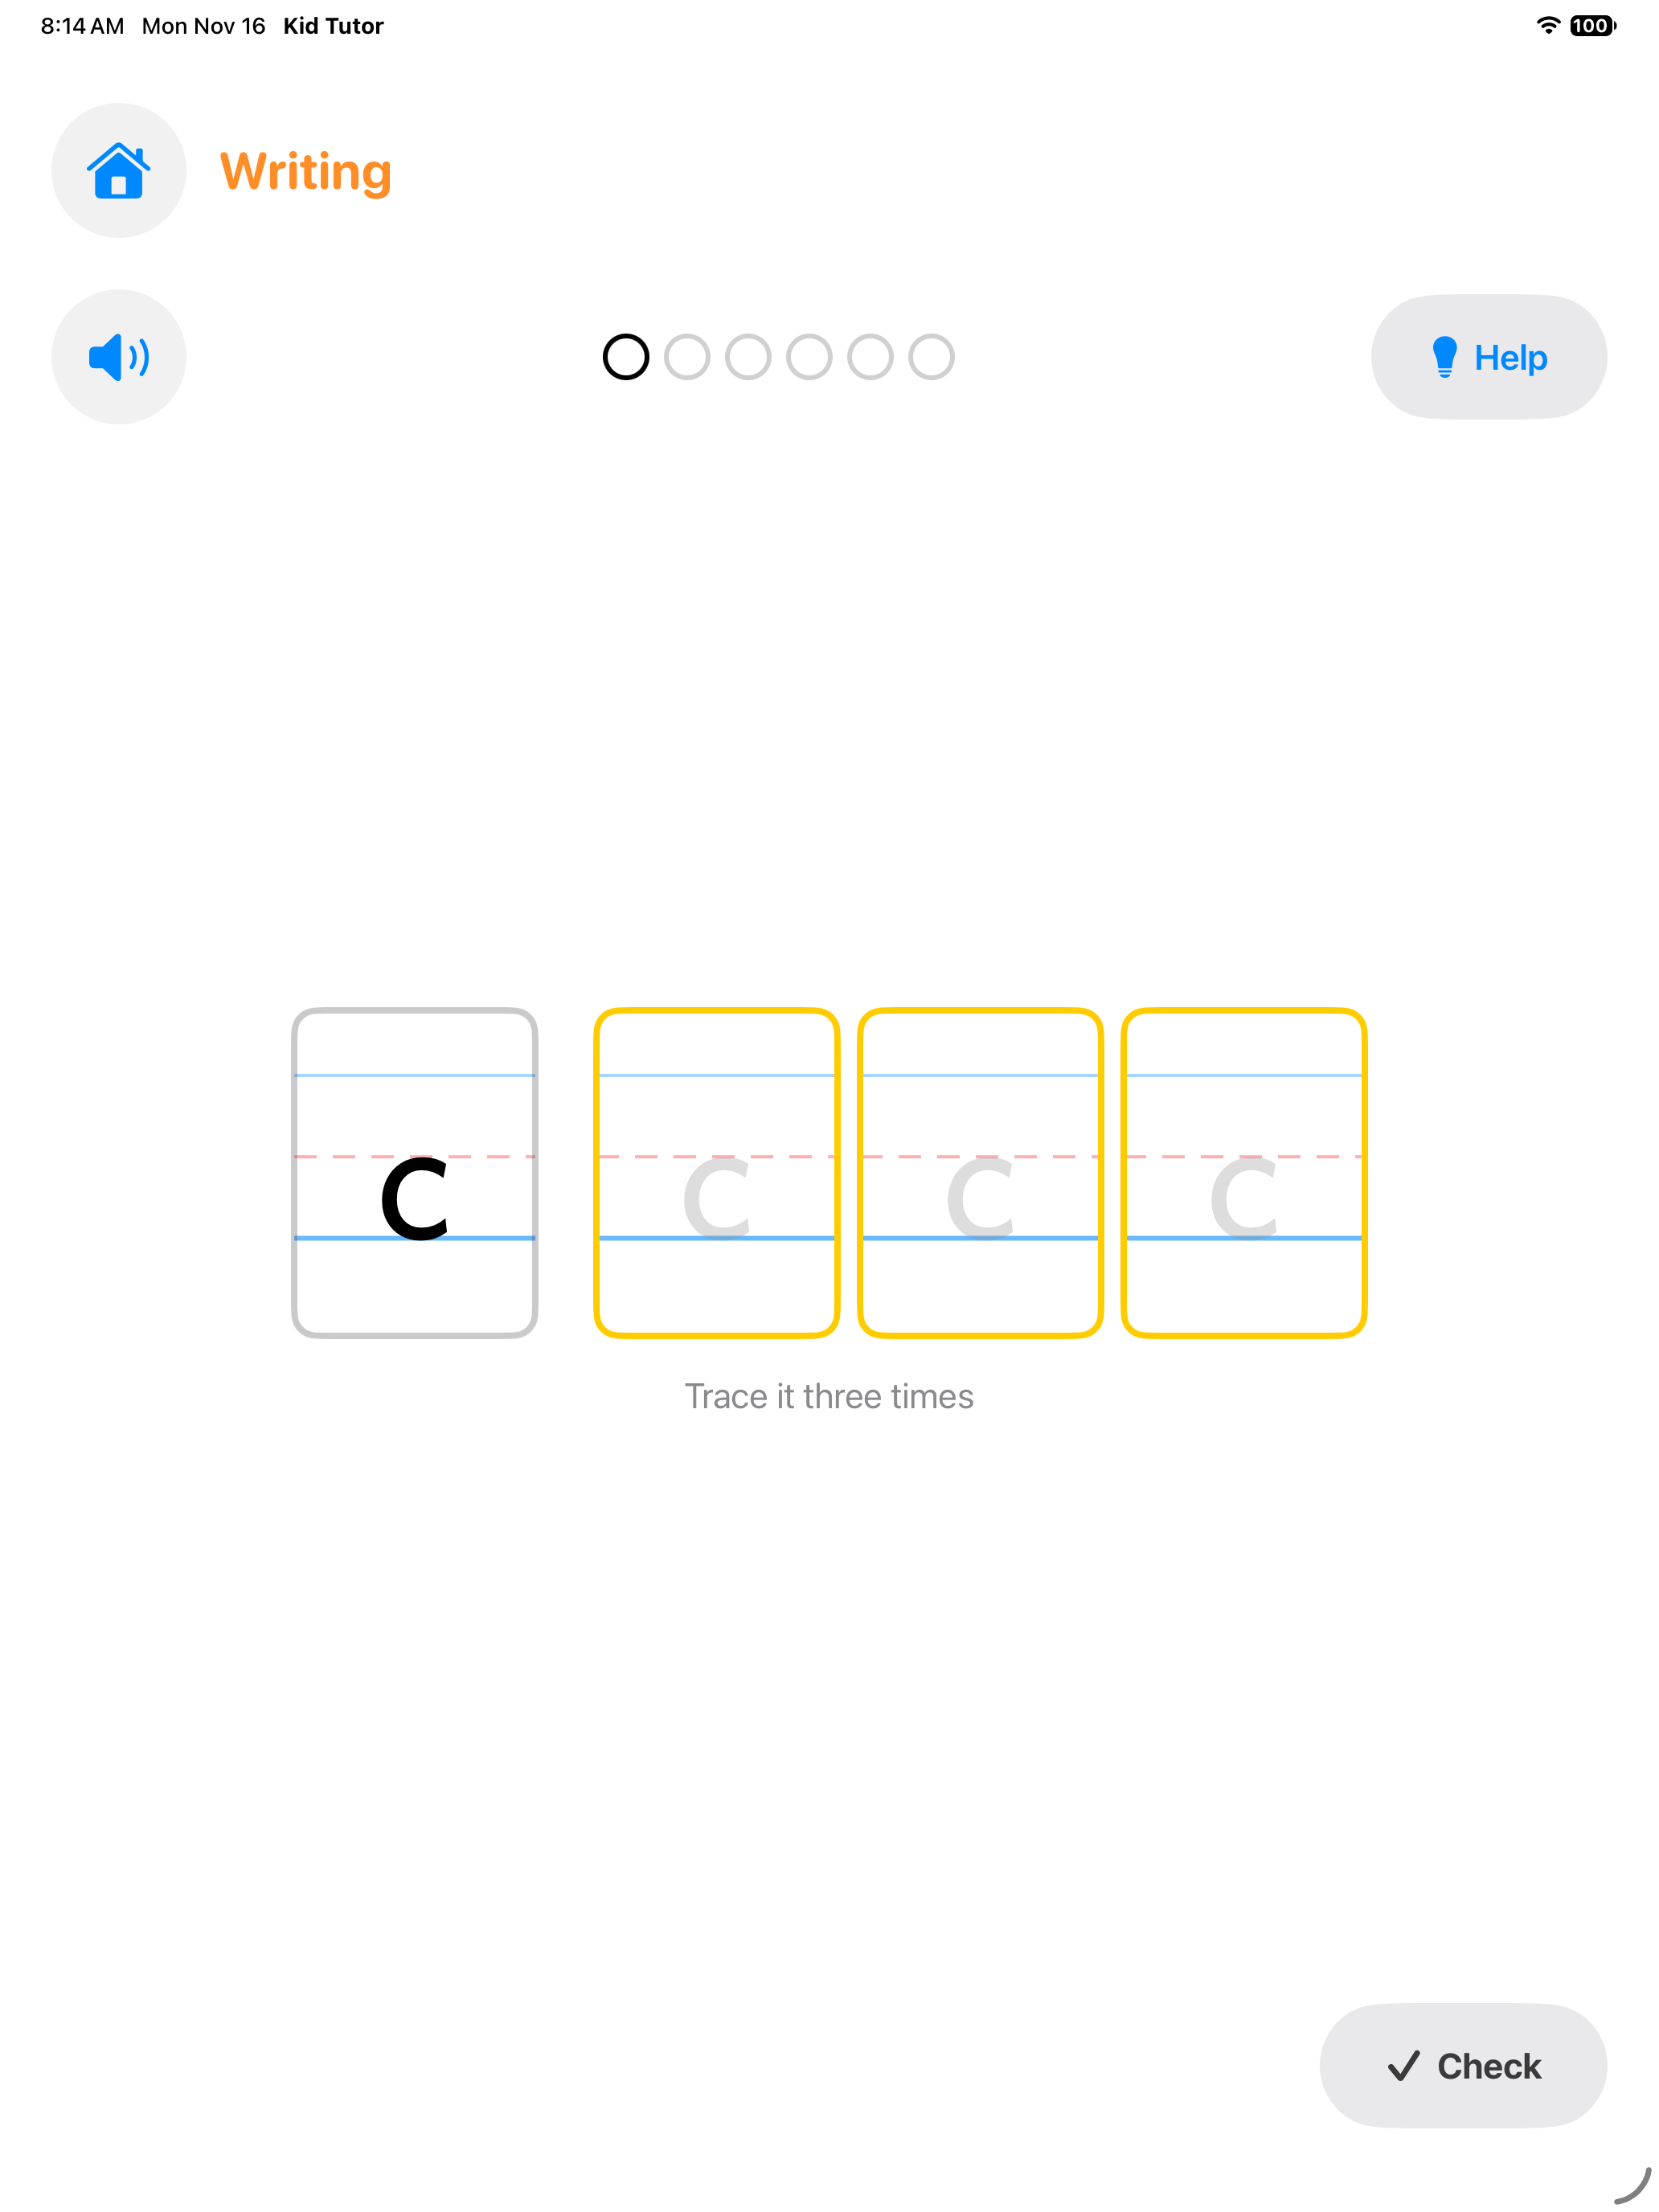 8:14 AM Mon Nov 16 Kid Tutor 100
Writing
Help
c c c c
Trace it three times
Check